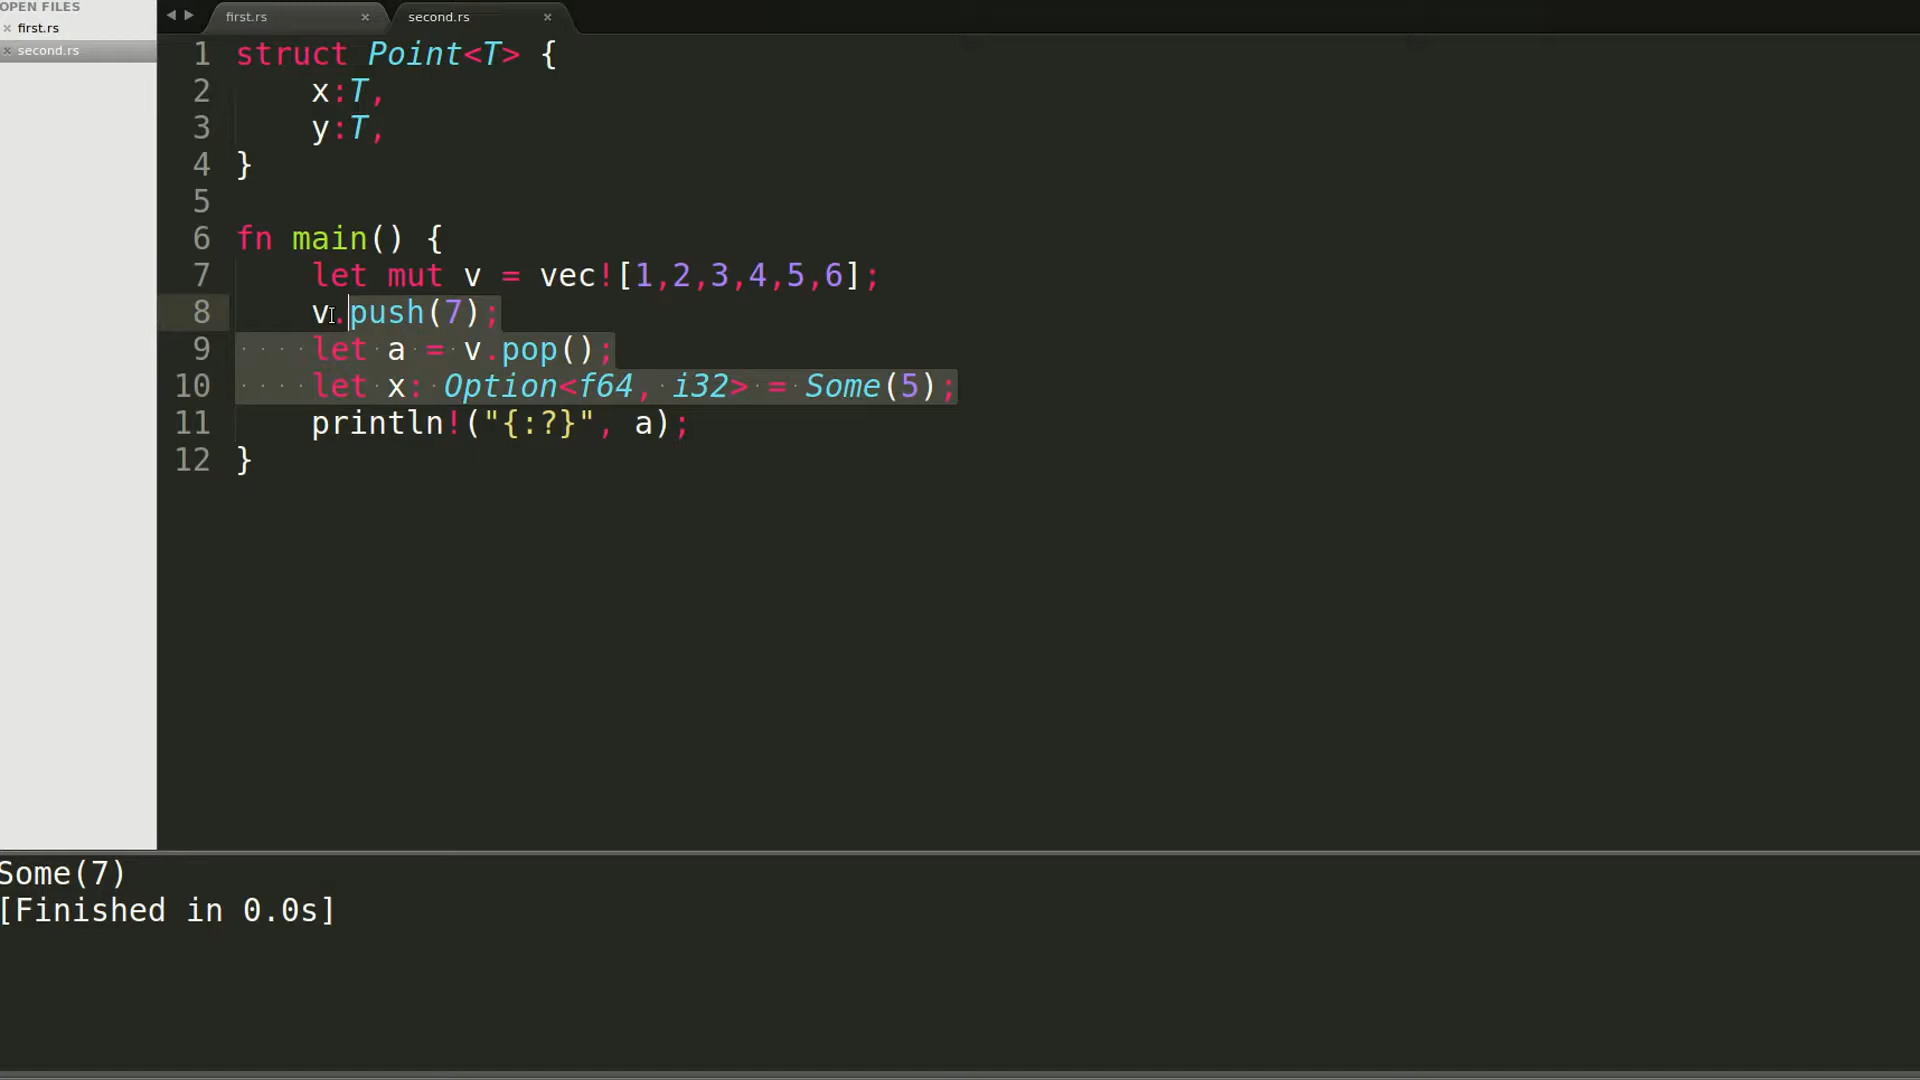 OPEN FILES
× first.rs
× second.rs
first.rs × second.rs ×
1 struct Point<T> {
2     x:T,
3     y:T,
4 }
5
6 fn main() {
7     let mut v = vec![1,2,3,4,5,6];
8     v.push(7);
9     let a = v.pop();
10     let x: Option<f64, i32> = Some(5);
11     println!("{:?}", a);
12 }
Some(7)
[Finished in 0.0s]